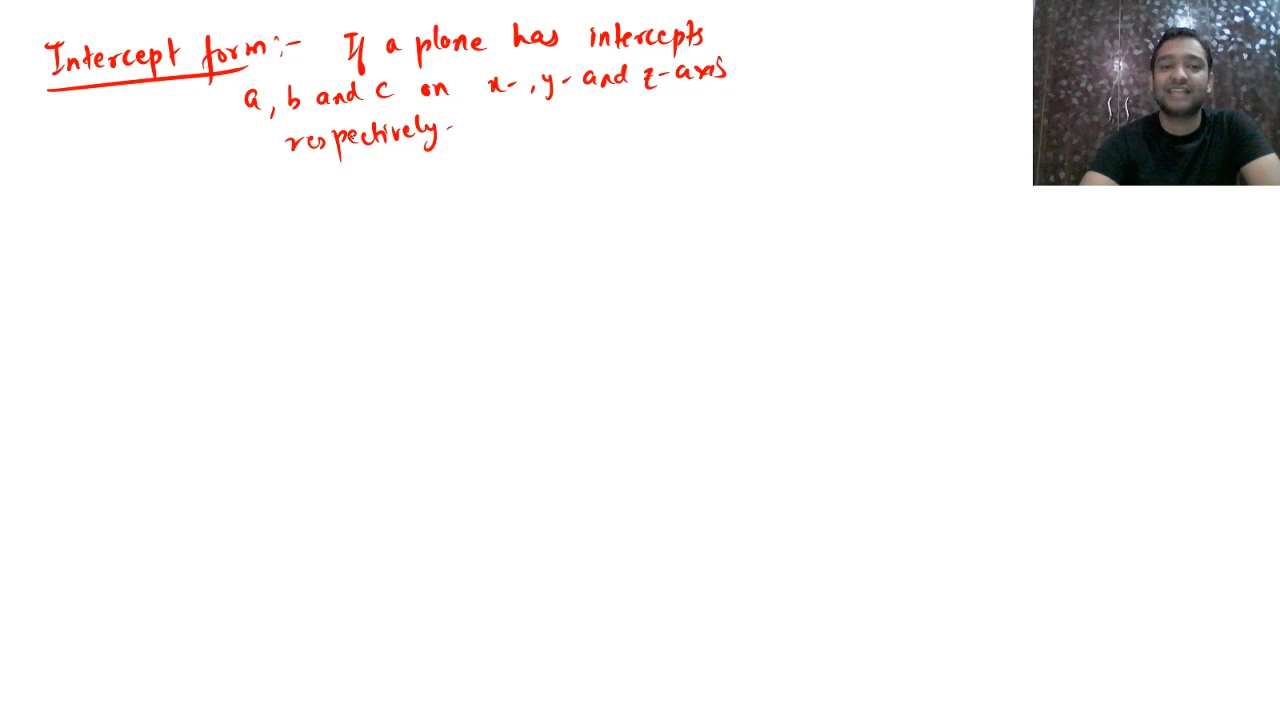 Intercept form :- If a plane has intercepts
a, b and c on x-, y- and z-axis
respectively.